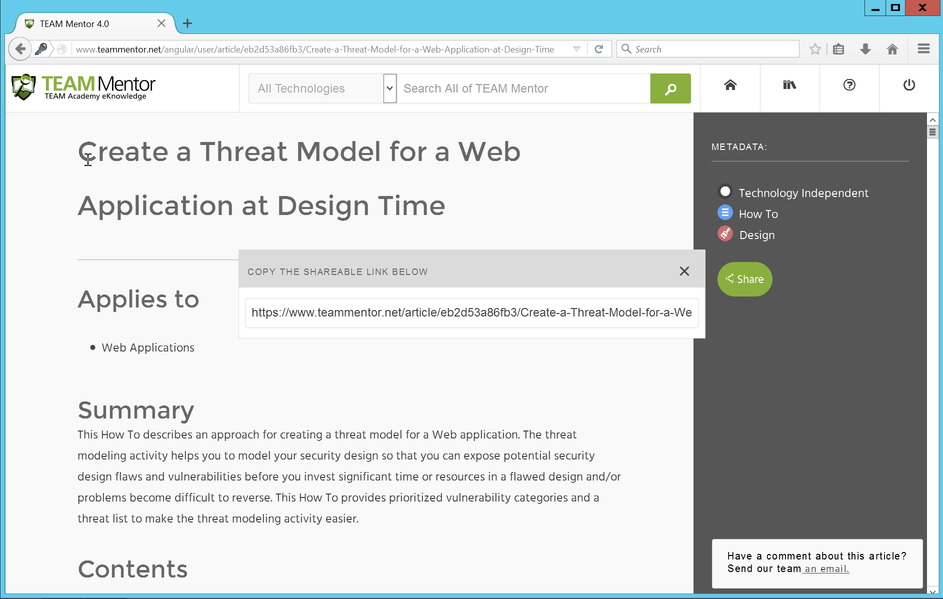 TEAM Mentor 4.0
www.teammentor.net/angular/user/article/eb2d53a86fb3/Create-a-Threat-Model-for-a-Web-Application-at-Design-Time
Search
TEAM Mentor
TEAM Academy eKnowledge
All Technologies
Search All of TEAM Mentor
Create a Threat Model for a Web
Application at Design Time
COPY THE SHAREABLE LINK BELOW
https://www.teammentor.net/article/eb2d53a86fb3/Create-a-Threat-Model-for-a-We
Applies to
• Web Applications
Summary
This How To describes an approach for creating a threat model for a Web application. The threat
modeling activity helps you to model your security design so that you can expose potential security
design flaws and vulnerabilities before you invest significant time or resources in a flawed design and/or
problems become difficult to reverse. This How To provides prioritized vulnerability categories and a
threat list to make the threat modeling activity easier.
Contents
METADATA:
Technology Independent
How To
Design
Share
Have a comment about this article?
Send our team an email.